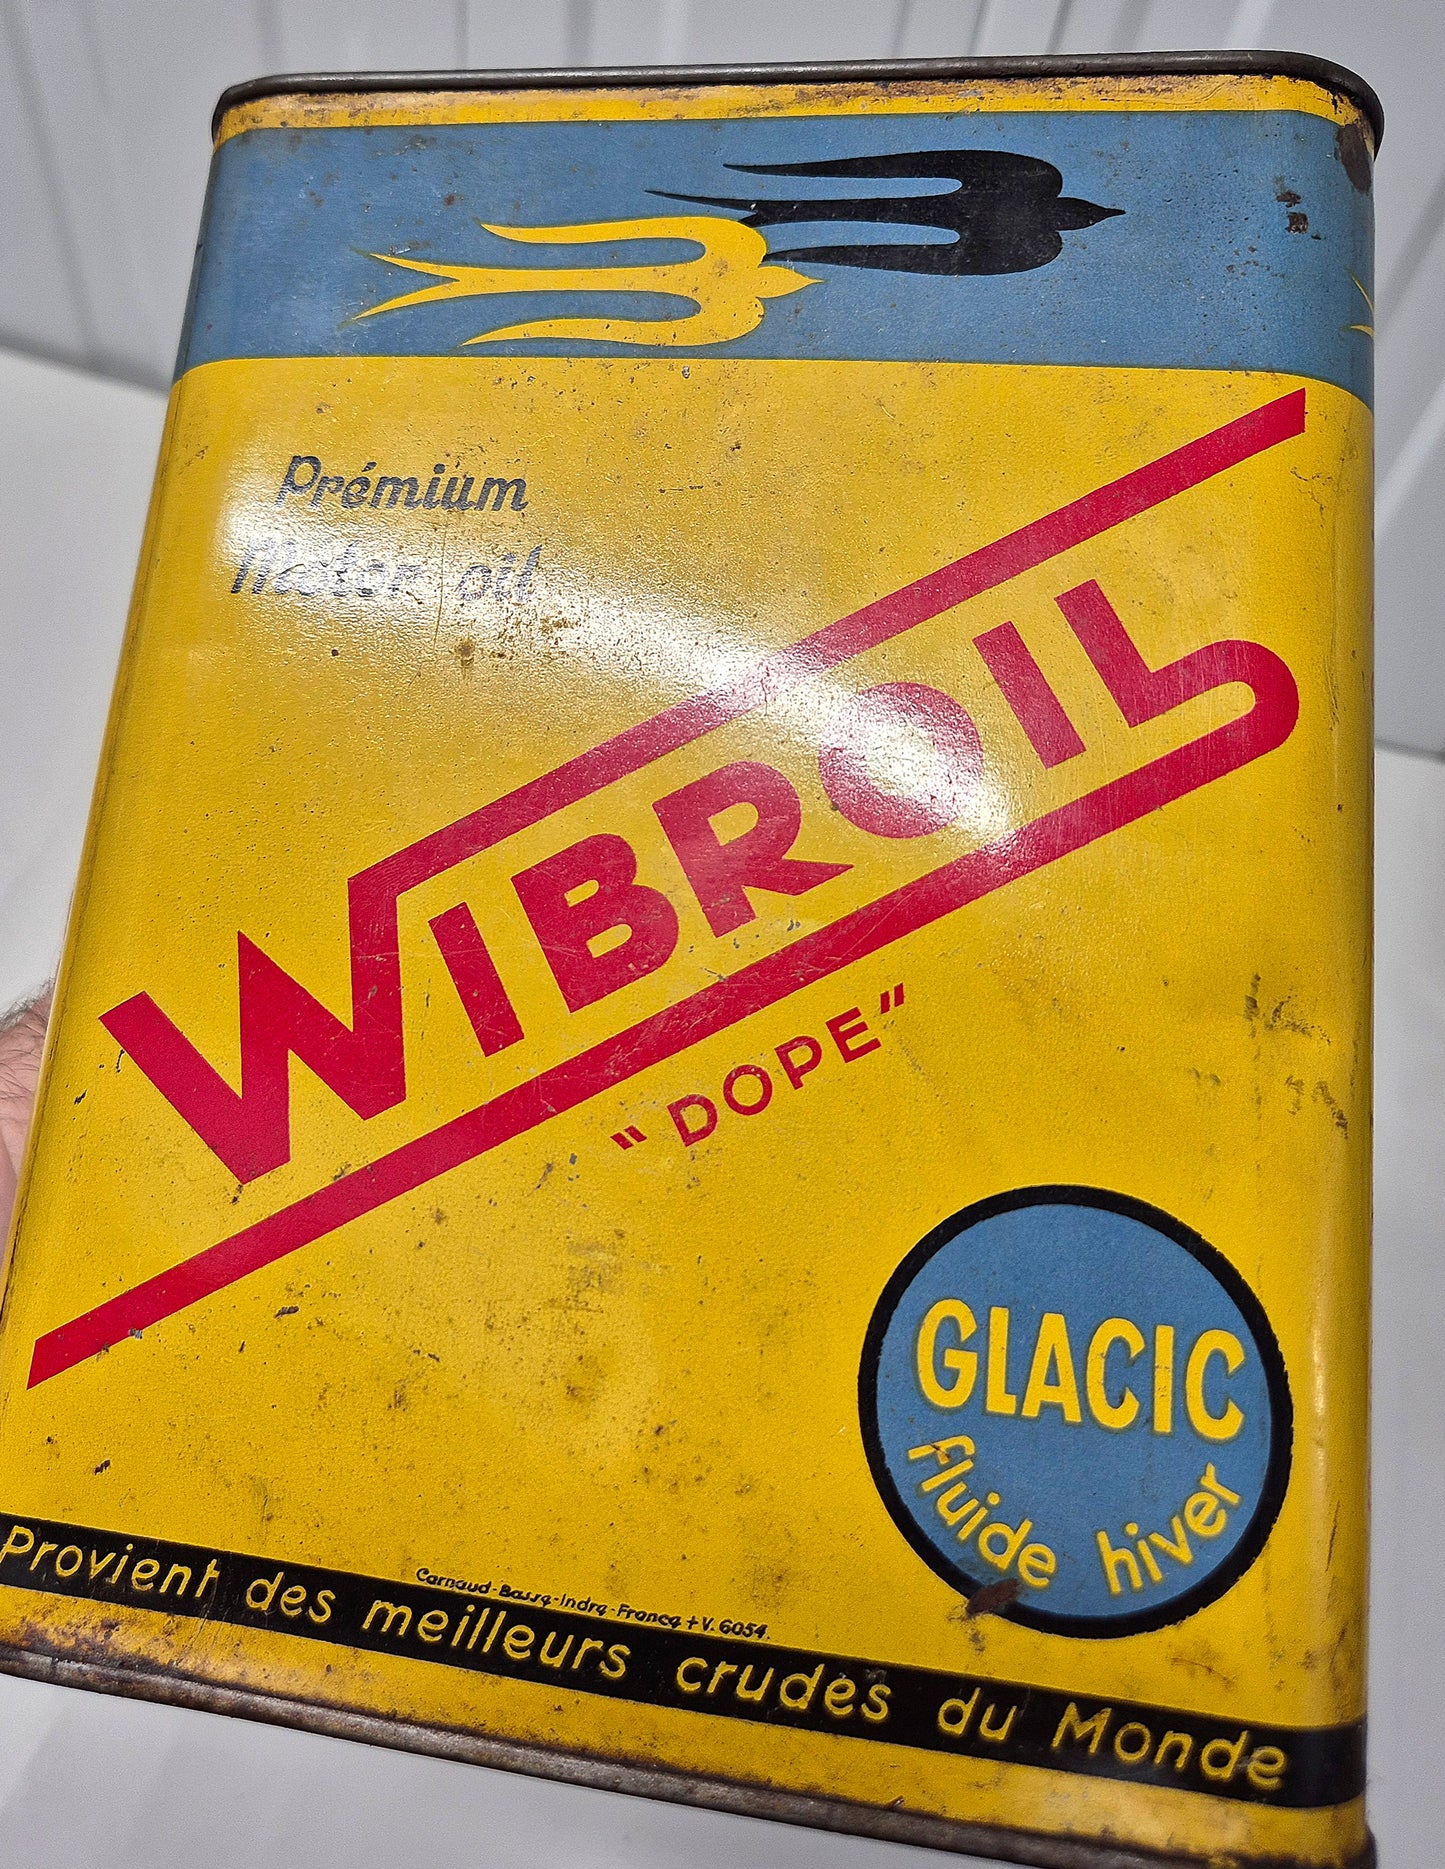 Prémium
Motor oil
WIBROIL
"DOPE"
GLACIC
fluide hiver
Carnaud-Basse-Indre-France + V. 6054.
Provient des meilleurs crudes du Monde